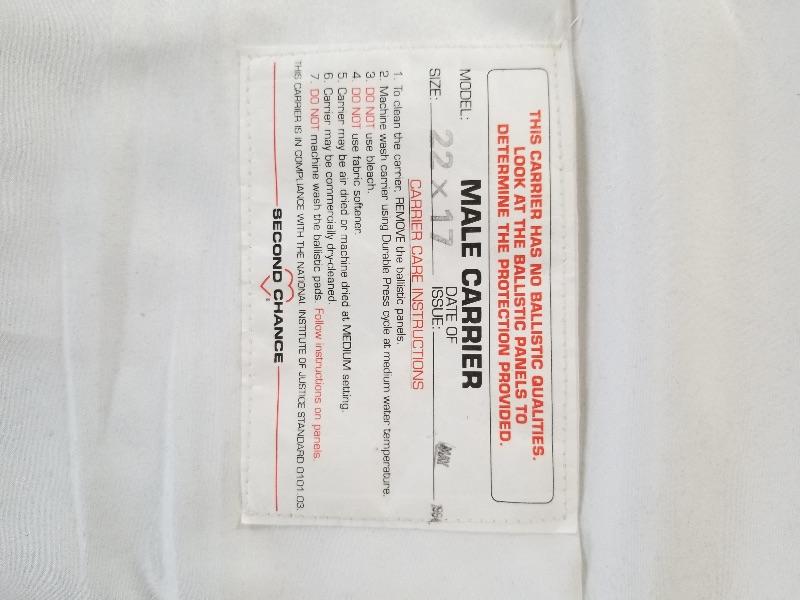 THIS CARRIER HAS NO BALLISTIC QUALITIES.
LOOK AT THE BALLISTIC PANELS TO
DETERMINE THE PROTECTION PROVIDED.
MODEL: MALE CARRIER
SIZE: 22 X 17 DATE OF ISSUE: MAY
CARRIER CARE INSTRUCTIONS
1. To clean the carrier, REMOVE the ballistic panels.
2. Machine wash carrier using Durable Press cycle at medium water temperature.
3. DO NOT use bleach.
4. DO NOT use fabric softener.
5. Carrier may be air dried or machine dried at MEDIUM setting.
6. Carrier may be commercially dry-cleaned.
7. DO NOT machine wash the ballistic pads. Follow instructions on panels.
THIS CARRIER IS IN COMPLIANCE WITH THE NATIONAL INSTITUTE OF JUSTICE STANDARD 0101.03.
SECOND CHANCE